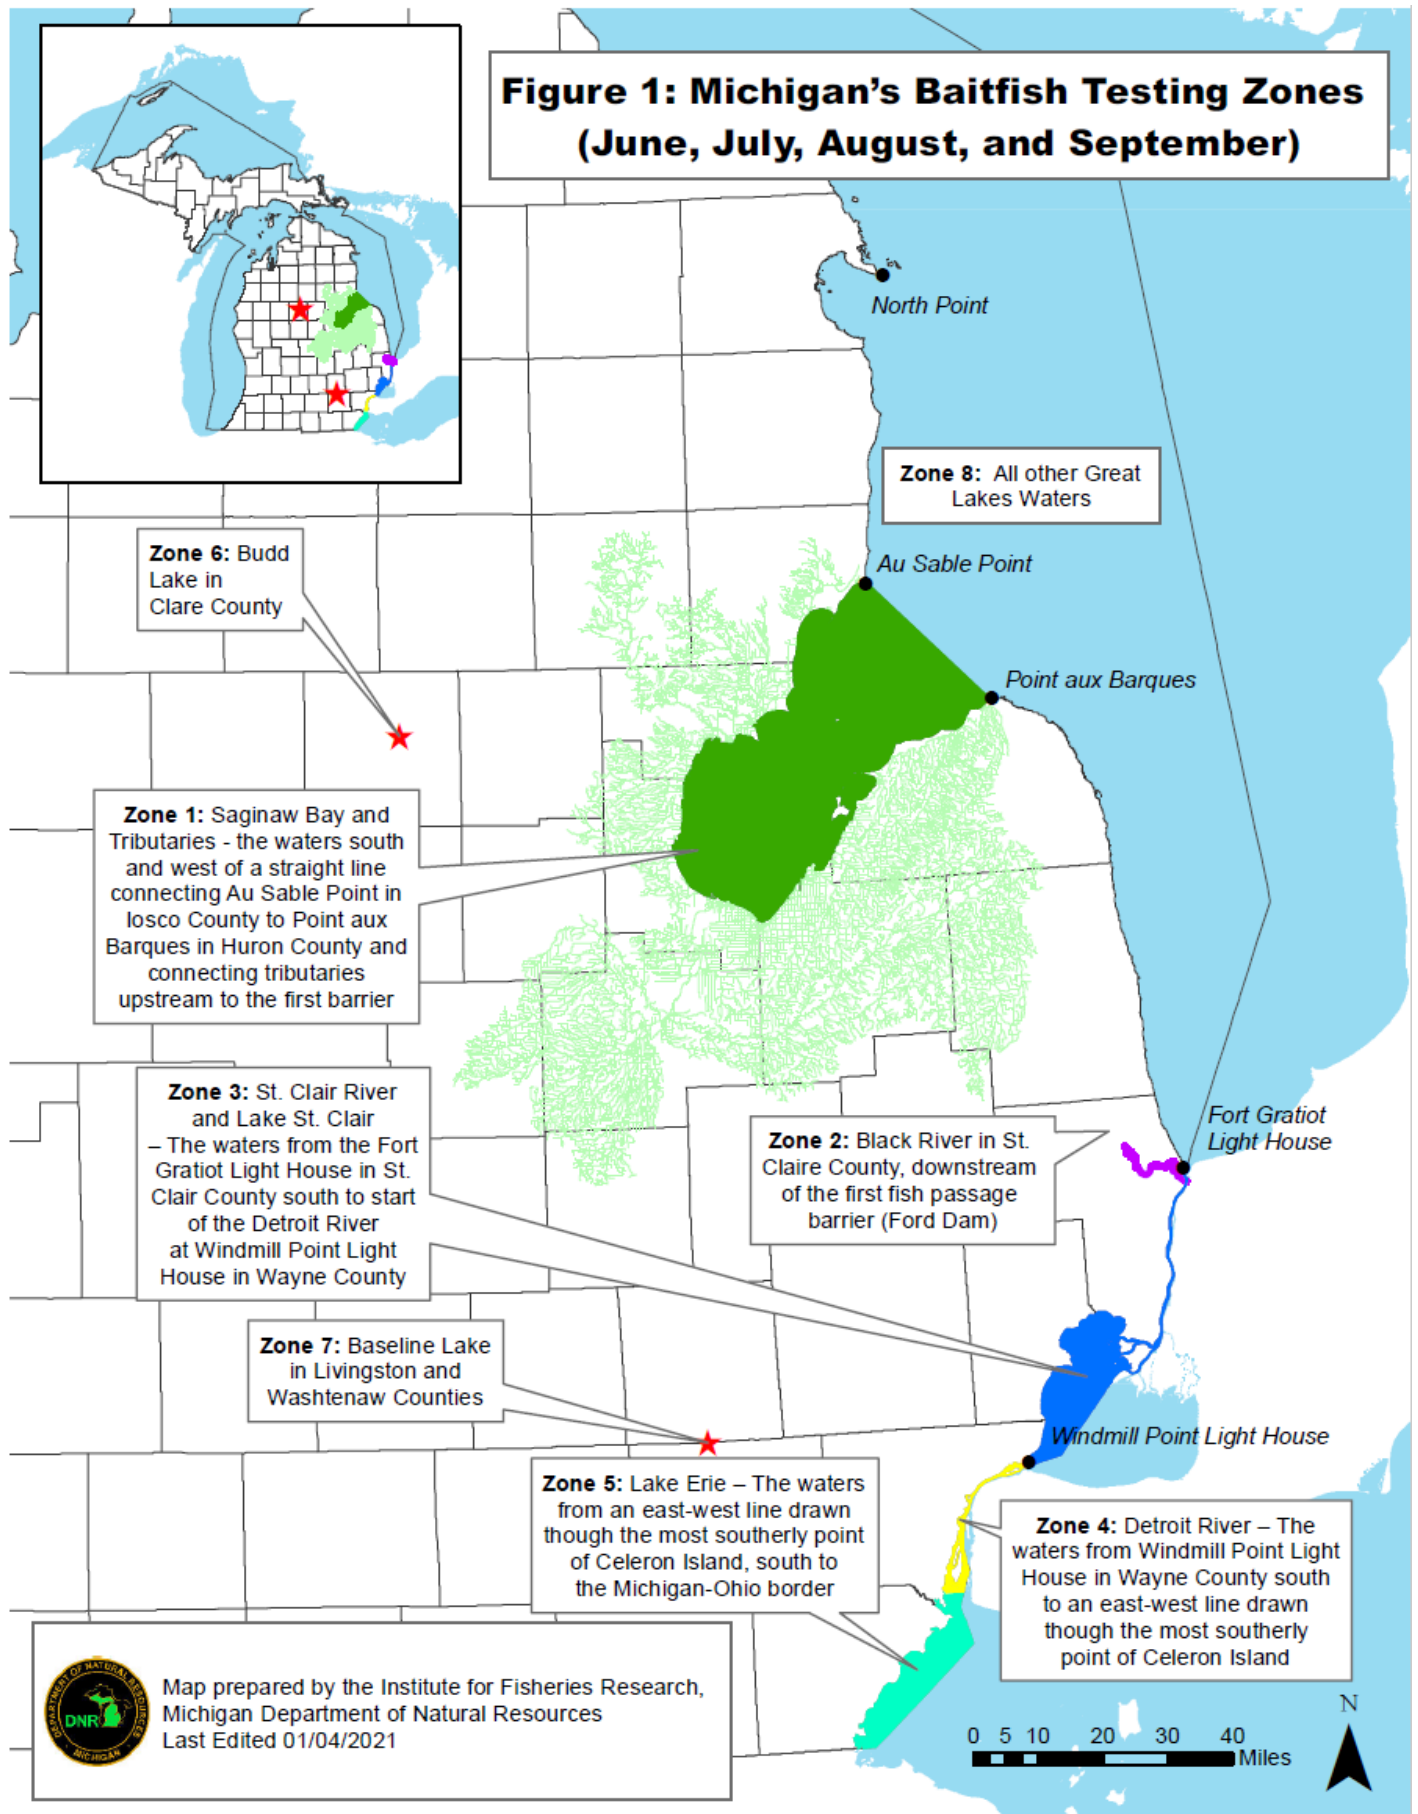 Figure 1: Michigan's Baitfish Testing Zones
(June, July, August, and September)
North Point
Zone 8: All other Great
Lakes Waters
Zone 6: Budd
Lake in
Clare County
Au Sable Point
Point aux Barques
Zone 1: Saginaw Bay and
Tributaries - the waters south
and west of a straight line
connecting Au Sable Point in
Iosco County to Point aux
Barques in Huron County and
connecting tributaries
upstream to the first barrier
Zone 3: St. Clair River
and Lake St. Clair
– The waters from the Fort
Gratiot Light House in St.
Clair County south to start
of the Detroit River
at Windmill Point Light
House in Wayne County
Fort Gratiot
Light House
Zone 2: Black River in St.
Claire County, downstream
of the first fish passage
barrier (Ford Dam)
Zone 7: Baseline Lake
in Livingston and
Washtenaw Counties
Windmill Point Light House
Zone 5: Lake Erie – The waters
from an east-west line drawn
though the most southerly point
of Celeron Island, south to
the Michigan-Ohio border
Zone 4: Detroit River – The
waters from Windmill Point Light
House in Wayne County south
to an east-west line drawn
though the most southerly
point of Celeron Island
DEPARTMENT OF NATURAL RESOURCES
DNR
MICHIGAN
Map prepared by the Institute for Fisheries Research,
Michigan Department of Natural Resources
Last Edited 01/04/2021
N
0 5 10 20 30 40
Miles